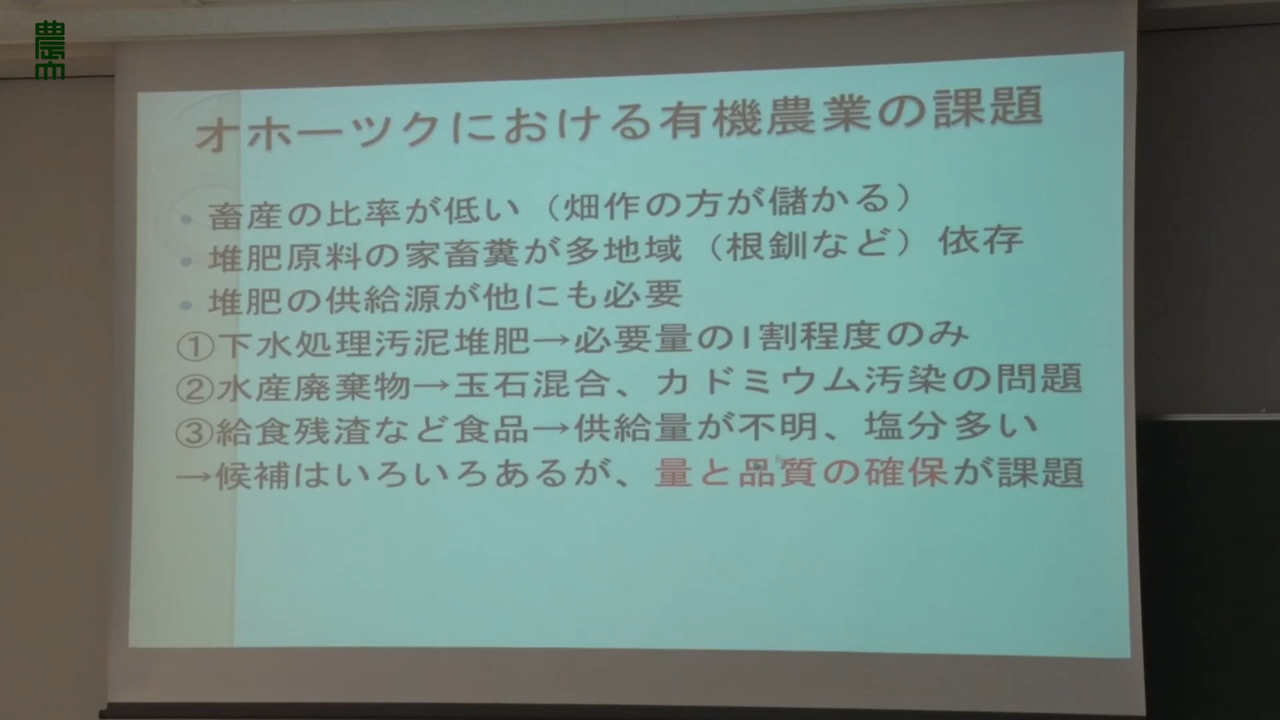 オホーツクにおける有機農業の課題
• 畜産の比率が低い（畑作の方が儲かる）
• 堆肥原料の家畜糞が多地域（根釧など）依存
• 堆肥の供給源が他にも必要
①下水処理汚泥堆肥→必要量の1割程度のみ
②水産廃棄物→玉石混合、カドミウム汚染の問題
③給食残渣など食品→供給量が不明、塩分多い
→候補はいろいろあるが、量と品質の確保が課題